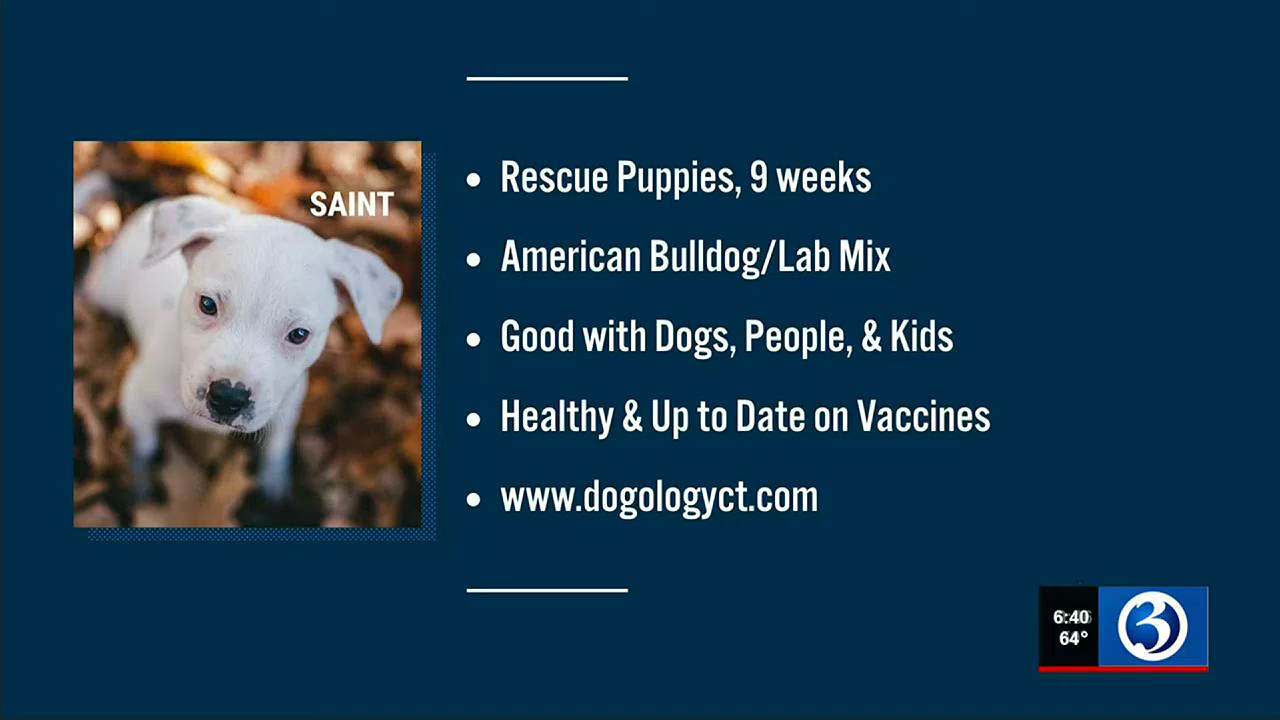 SAINT
Rescue Puppies, 9 weeks
American Bulldog/Lab Mix
Good with Dogs, People, & Kids
Healthy & Up to Date on Vaccines
www.dogologyct.com
6:40
64°
3